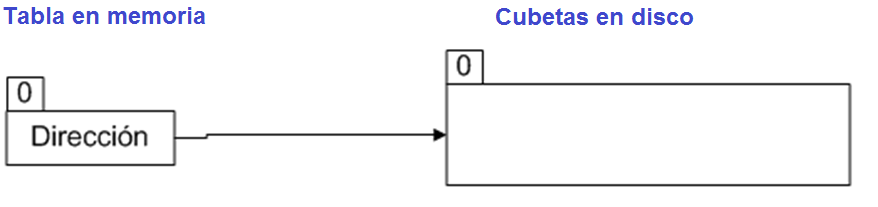 Tabla en memoria
Cubetas en disco
0
0
Dirección